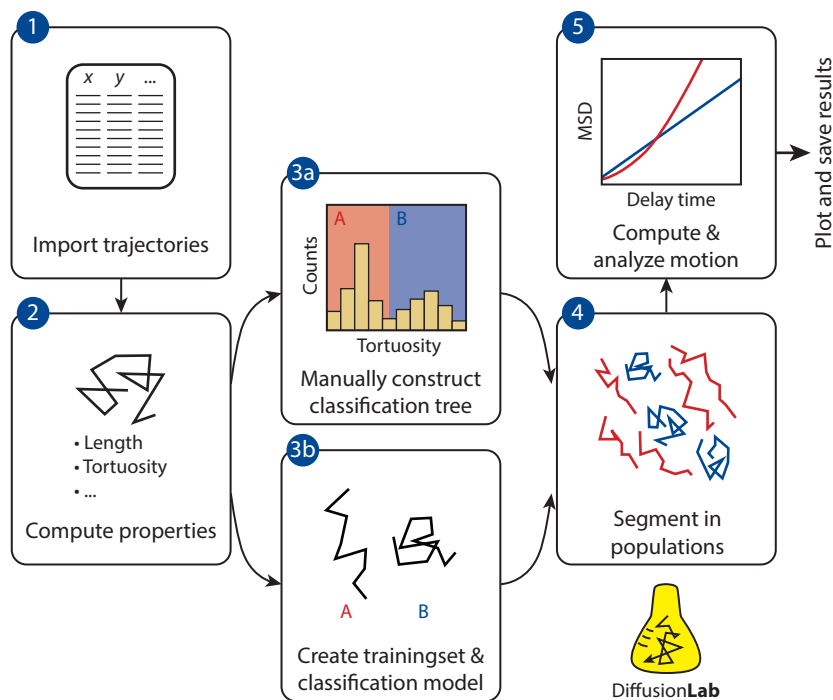 1
x y ...
Import trajectories
2
• Length
• Tortuosity
• ...
Compute properties
3a
A B
Counts
Tortuosity
Manually construct
classification tree
3b
A B
Create trainingset &
classification model
4
Segment in
populations
5
MSD
Delay time
Compute &
analyze motion
Plot and save results
DiffusionLab